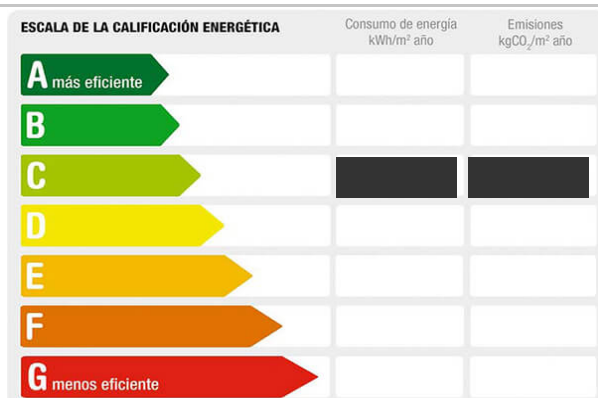 ESCALA DE LA CALIFICACIÓN ENERGÉTICA
Consumo de energía
kWh/m² año
Emisiones
kgCO₂/m² año
A más eficiente
B
C
D
E
F
G menos eficiente